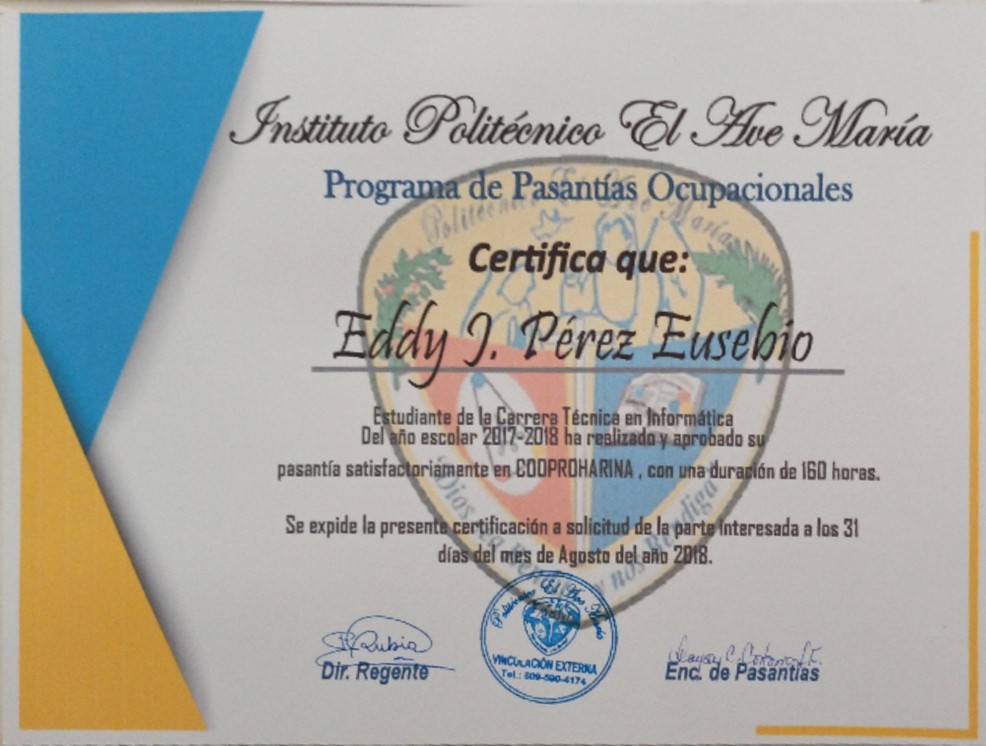 Instituto Politécnico El Ave María
Programa de Pasantías Ocupacionales
Politécnico El Ave María
Certifica que:
Eddy J. Pérez Eusebio
Estudiante de la Carrera Técnica en Informática
Del año escolar 2017-2018 ha realizado y aprobado su
pasantía satisfactoriamente en COOPROHARINA , con una duración de 160 horas.
Se expide la presente certificación a solicitud de la parte interesada a los 31
días del mes de Agosto del año 2018.
Dios
nos Bendiga
Politécnico El Ave María
VINCULACIÓN EXTERNA
Tel.: 809-590-4174
Rubia
Dir. Regente
Enc. de Pasantías